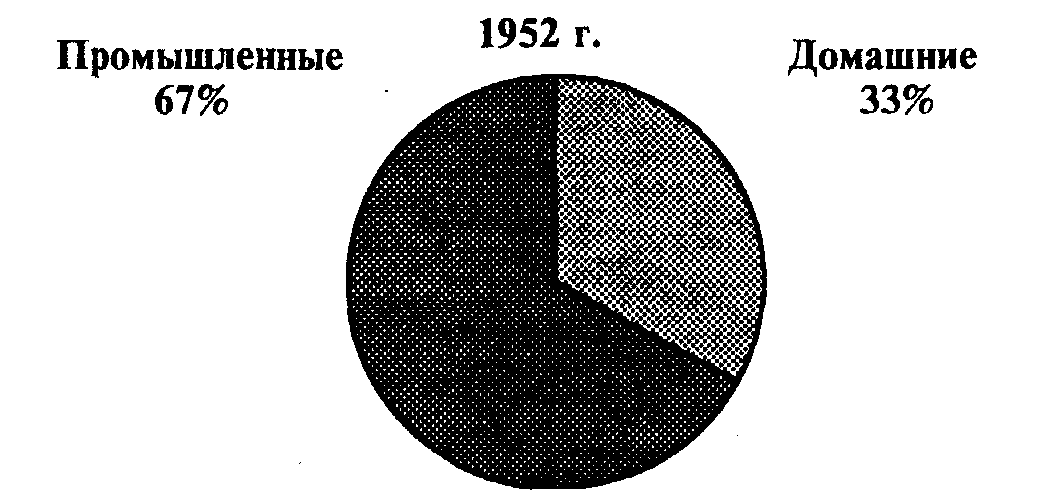 1952 г.
Промышленные
67%
Домашние
33%